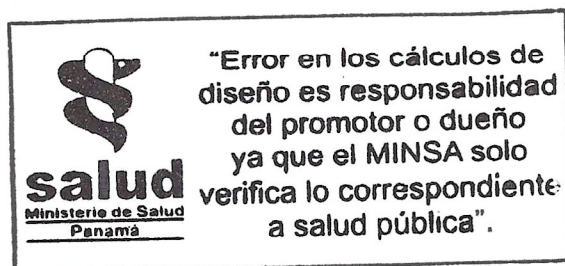 salud
Ministerio de Salud
Panamá
“Error en los cálculos de
diseño es responsabilidad
del promotor o dueño
ya que el MINSA solo
verifica lo correspondiente
a salud pública”.